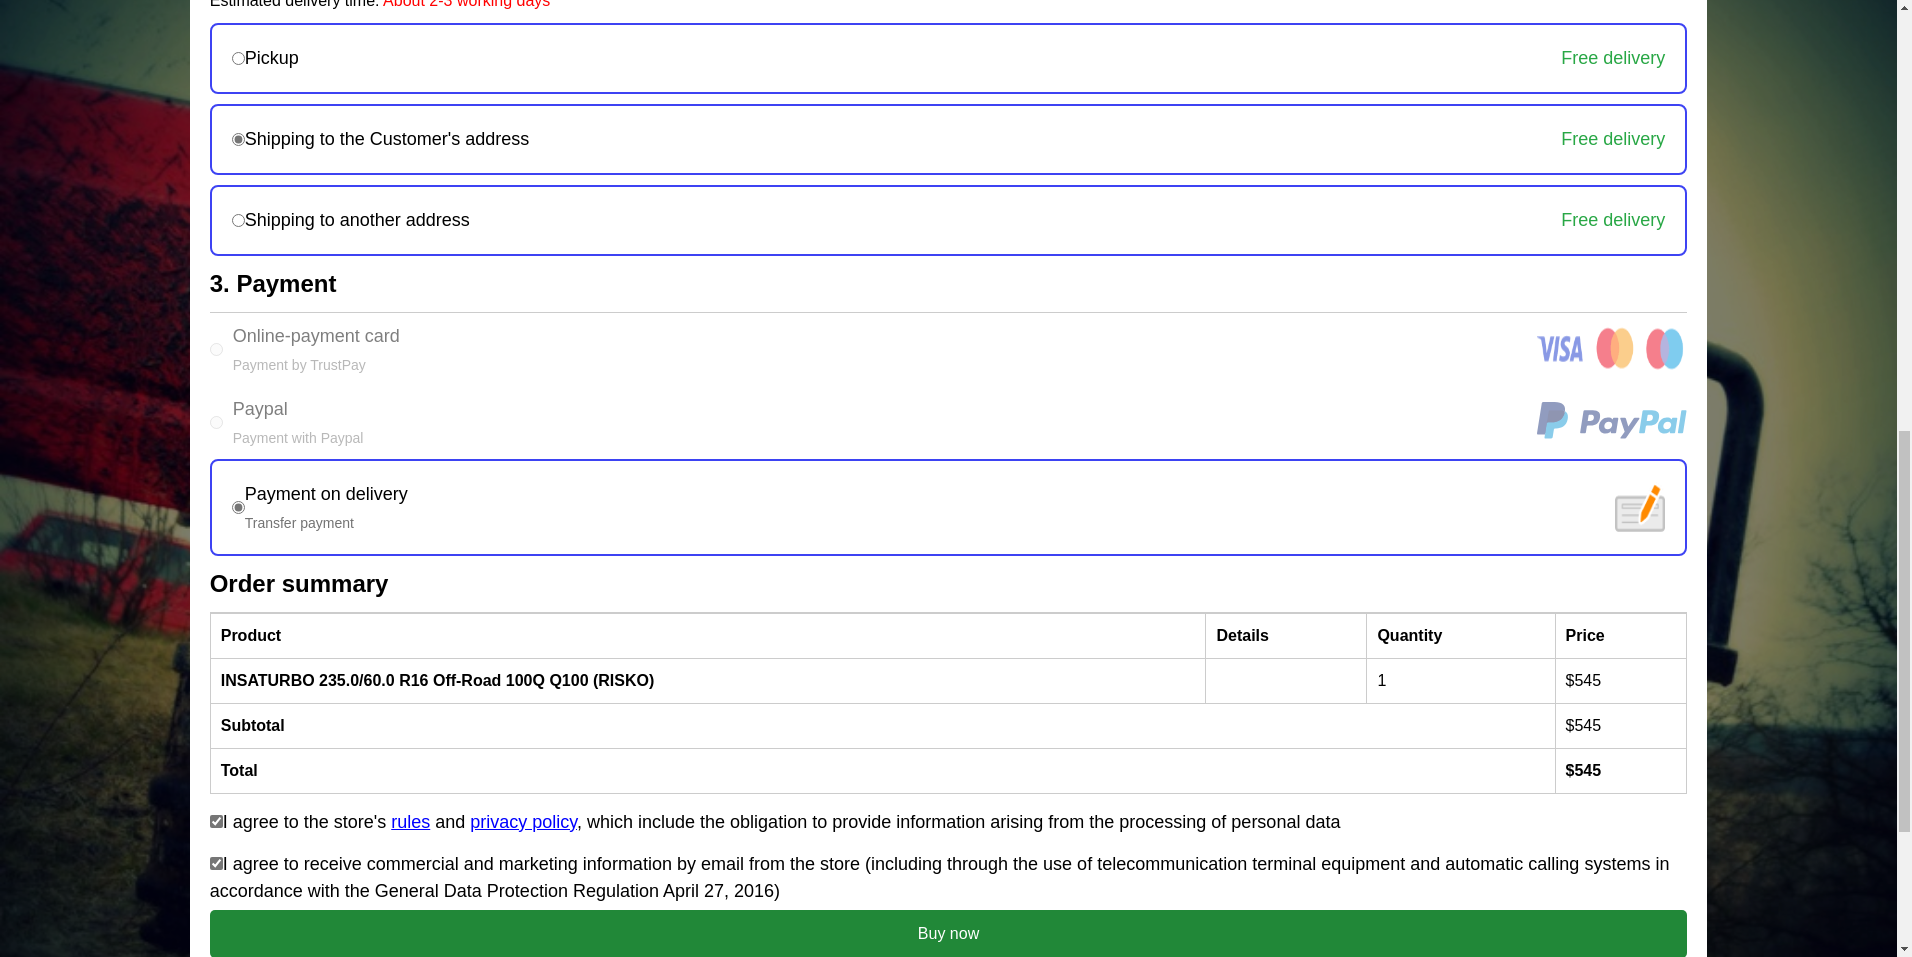 Estimated delivery time: About 2-3 working days
Pickup
Free delivery
Shipping to the Customer's address
Free delivery
Shipping to another address
Free delivery
3. Payment
Online-payment card
Payment by TrustPay
VISA
Paypal
Payment with Paypal
PayPal
Payment on delivery
Transfer payment
Order summary
Product Details Quantity Price
INSATURBO 235.0/60.0 R16 Off-Road 100Q Q100 (RISKO) 1 $545
Subtotal $545
Total $545
I agree to the store's rules and privacy policy, which include the obligation to provide information arising from the processing of personal data
I agree to receive commercial and marketing information by email from the store (including through the use of telecommunication terminal equipment and automatic calling systems in
accordance with the General Data Protection Regulation April 27, 2016)
Buy now